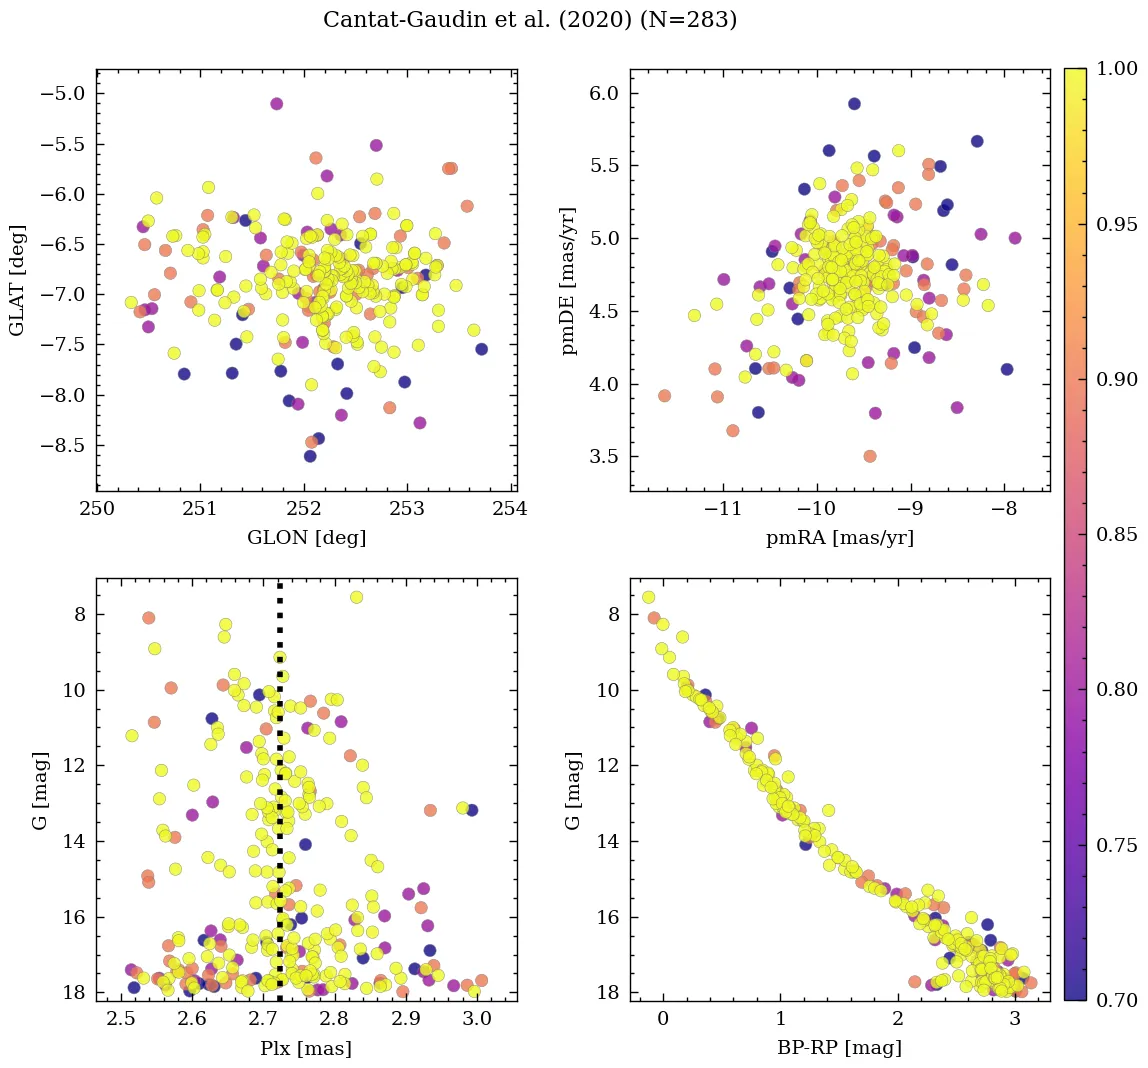 Cantat-Gaudin et al. (2020) (N=283)
−5.0
−5.5
−6.0
−6.5
−7.0
−7.5
−8.0
−8.5
GLAT [deg]
250 251 252 253 254
GLON [deg]
6.0
5.5
5.0
4.5
4.0
3.5
pmDE [mas/yr]
−11 −10 −9 −8
pmRA [mas/yr]
8
10
12
14
16
18
G [mag]
2.5 2.6 2.7 2.8 2.9 3.0
Plx [mas]
8
10
12
14
16
18
G [mag]
0 1 2 3
BP-RP [mag]
1.00
0.95
0.90
0.85
0.80
0.75
0.70